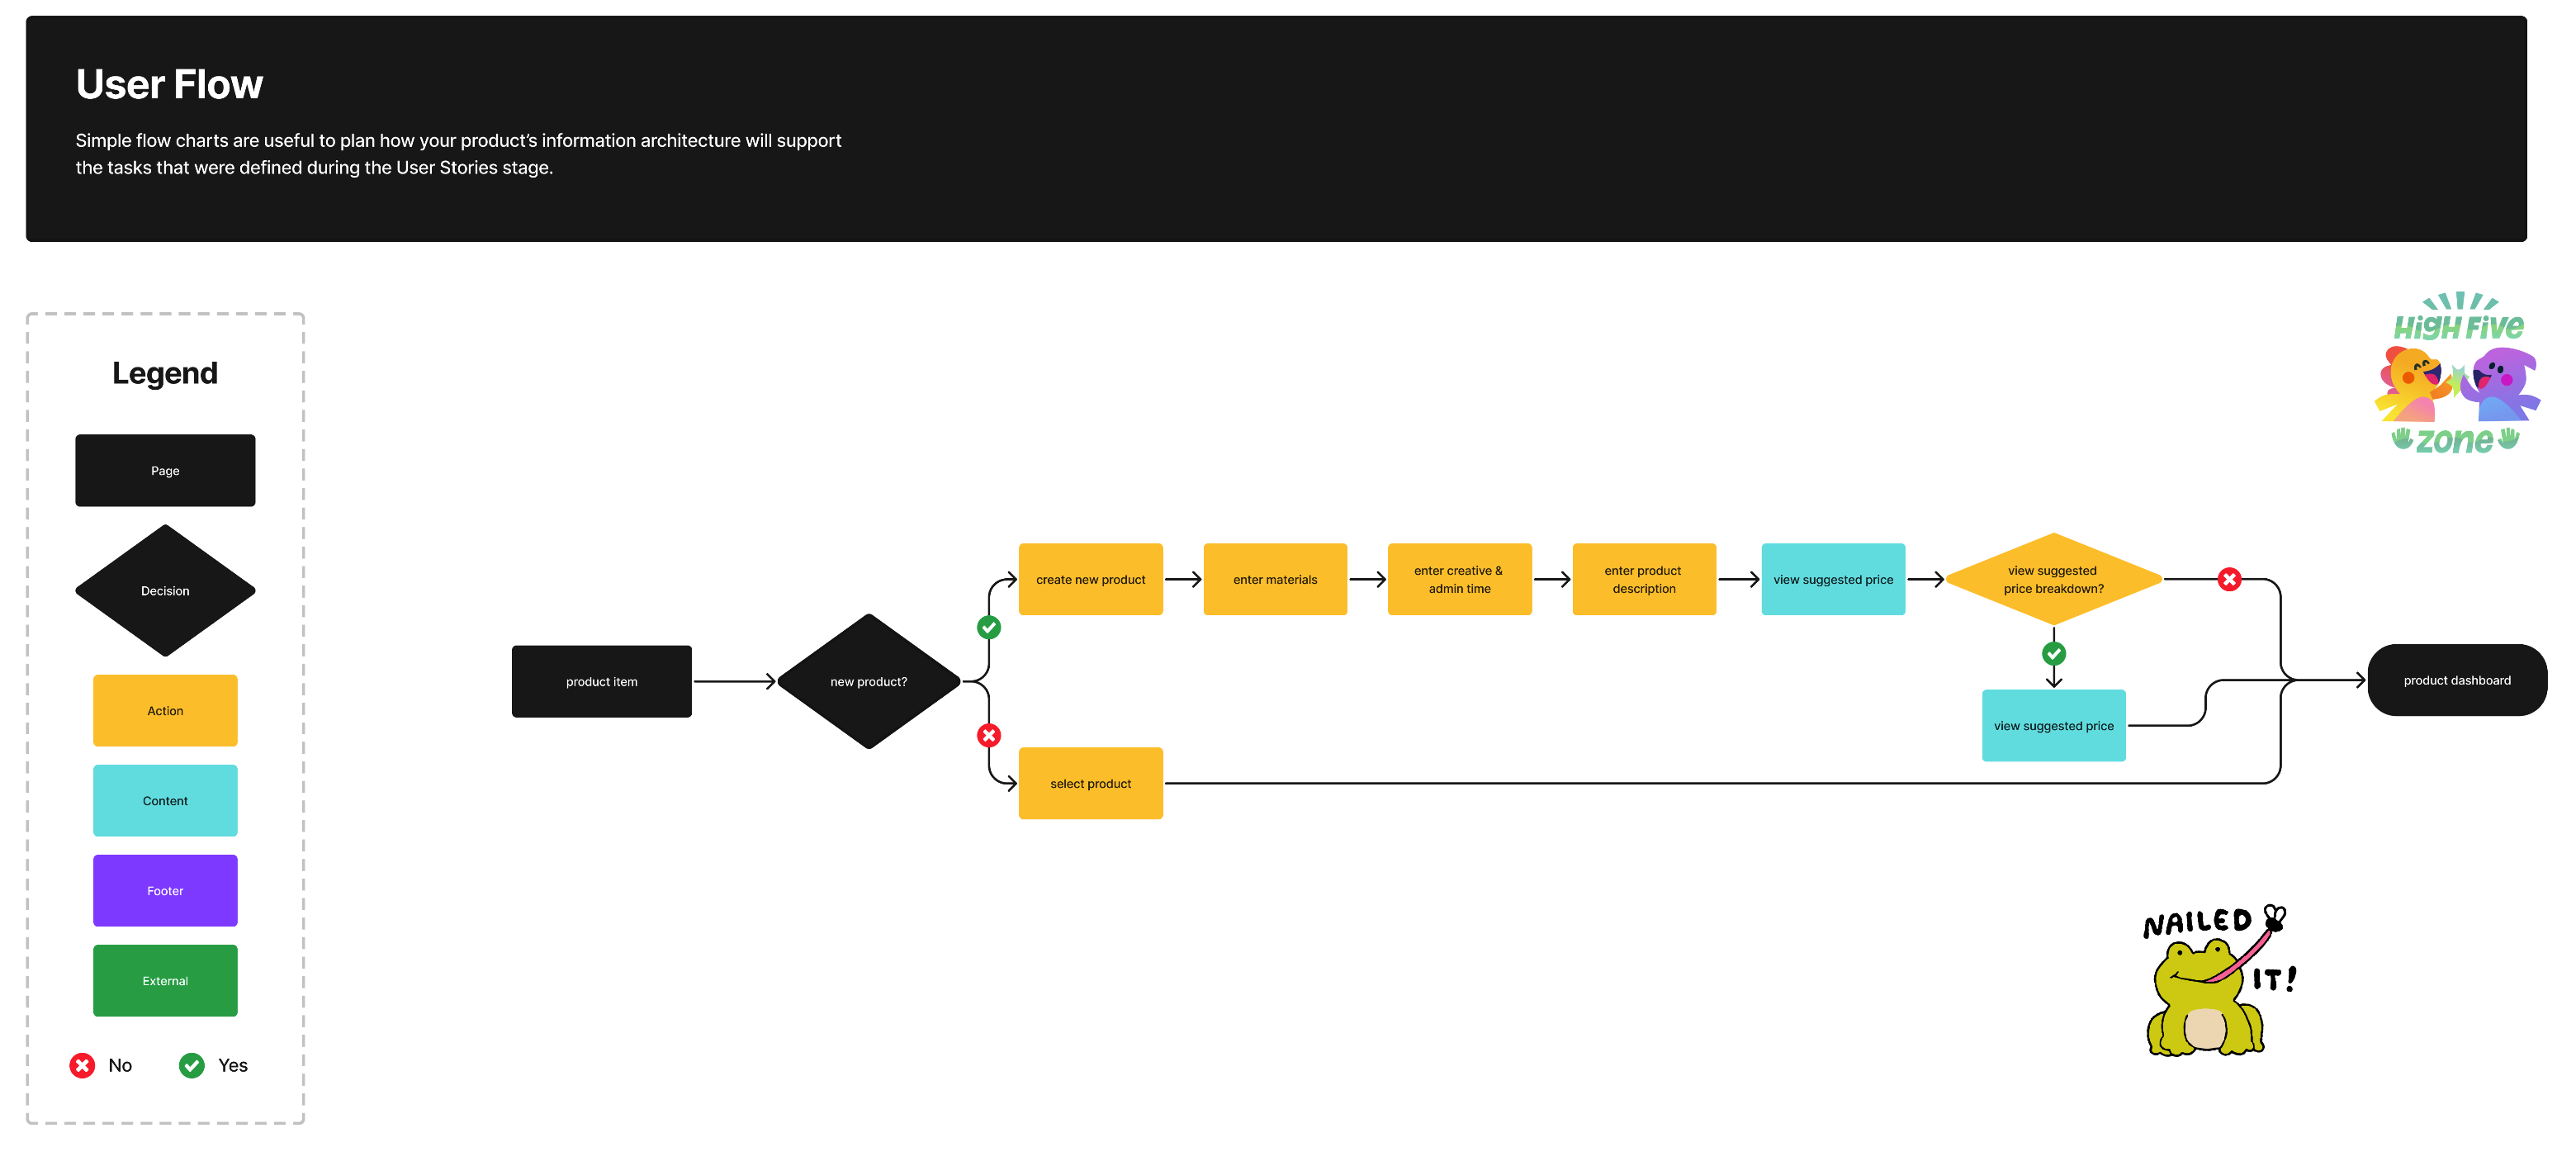 User Flow
Simple flow charts are useful to plan how your product's information architecture will support
the tasks that were defined during the User Stories stage.
Legend
Page
Decision
Action
Content
Footer
External
No
Yes
product item
new product?
create new product
enter materials
enter creative &
admin time
enter product
description
view suggested price
view suggested
price breakdown?
view suggested price
select product
product dashboard
HiGH FiVe
zone
NAILED
IT!